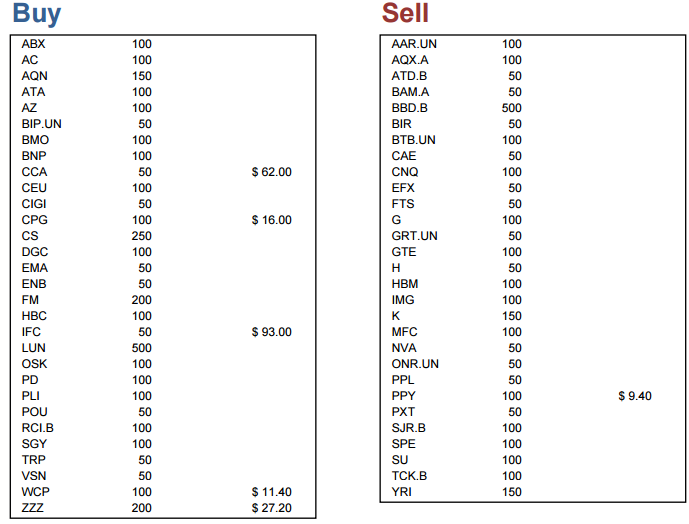 Buy
ABX 100
AC 100
AQN 150
ATA 100
AZ 100
BIP.UN 50
BMO 100
BNP 100
CCA 50 $ 62.00
CEU 100
CIGI 50
CPG 100 $ 16.00
CS 250
DGC 100
EMA 50
ENB 50
FM 200
HBC 100
IFC 50 $ 93.00
LUN 500
OSK 100
PD 100
PLI 100
POU 50
RCI.B 100
SGY 100
TRP 50
VSN 50
WCP 100 $ 11.40
ZZZ 200 $ 27.20
Sell
AAR.UN 100
AQX.A 100
ATD.B 50
BAM.A 50
BBD.B 500
BIR 50
BTB.UN 100
CAE 50
CNQ 100
EFX 50
FTS 50
G 100
GRT.UN 50
GTE 100
H 50
HBM 100
IMG 100
K 150
MFC 100
NVA 50
ONR.UN 50
PPL 50
PPY 100 $ 9.40
PXT 50
SJR.B 100
SPE 100
SU 100
TCK.B 100
YRI 150